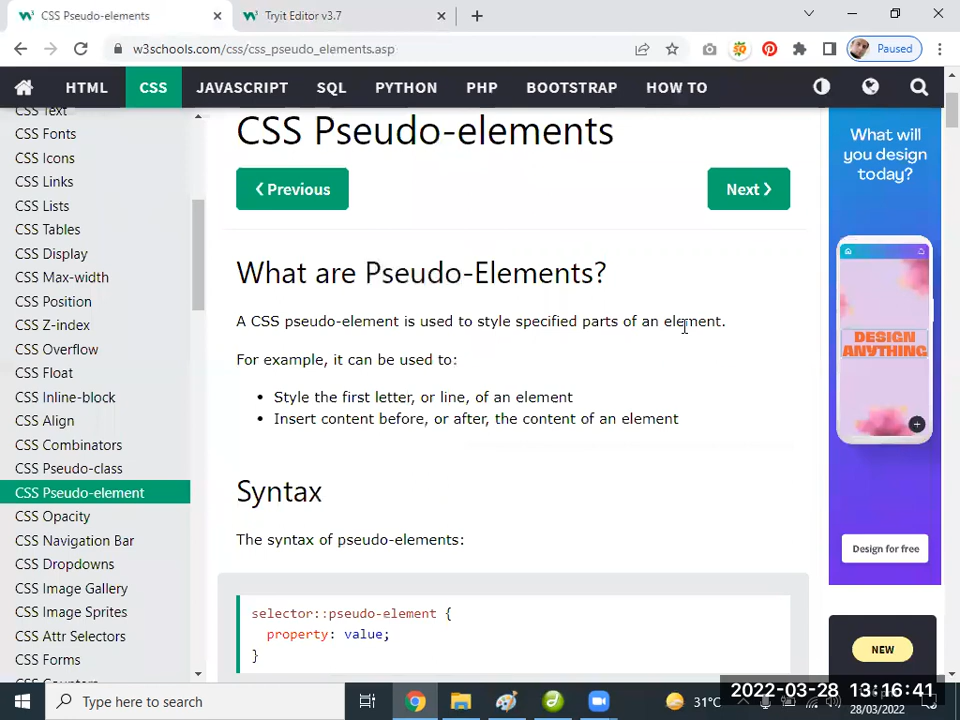 CSS Pseudo-elements
Tryit Editor v3.7
w3schools.com/css/css_pseudo_elements.asp
Paused
HTML
CSS
JAVASCRIPT
SQL
PYTHON
PHP
BOOTSTRAP
HOW TO
CSS Text
CSS Fonts
CSS Icons
CSS Links
CSS Lists
CSS Tables
CSS Display
CSS Max-width
CSS Position
CSS Z-index
CSS Overflow
CSS Float
CSS Inline-block
CSS Align
CSS Combinators
CSS Pseudo-class
CSS Pseudo-element
CSS Opacity
CSS Navigation Bar
CSS Dropdowns
CSS Image Gallery
CSS Image Sprites
CSS Attr Selectors
CSS Forms
CSS Pseudo-elements
❮ Previous
Next ❯
What are Pseudo-Elements?
A CSS pseudo-element is used to style specified parts of an element.
For example, it can be used to:
• Style the first letter, or line, of an element
• Insert content before, or after, the content of an element
Syntax
The syntax of pseudo-elements:
selector::pseudo-element {
property: value;
}
What will
you design
today?
DESIGN
ANYTHING
Design for free
NEW
Type here to search
31°C
2022-03-28 13:16:41
28/03/2022